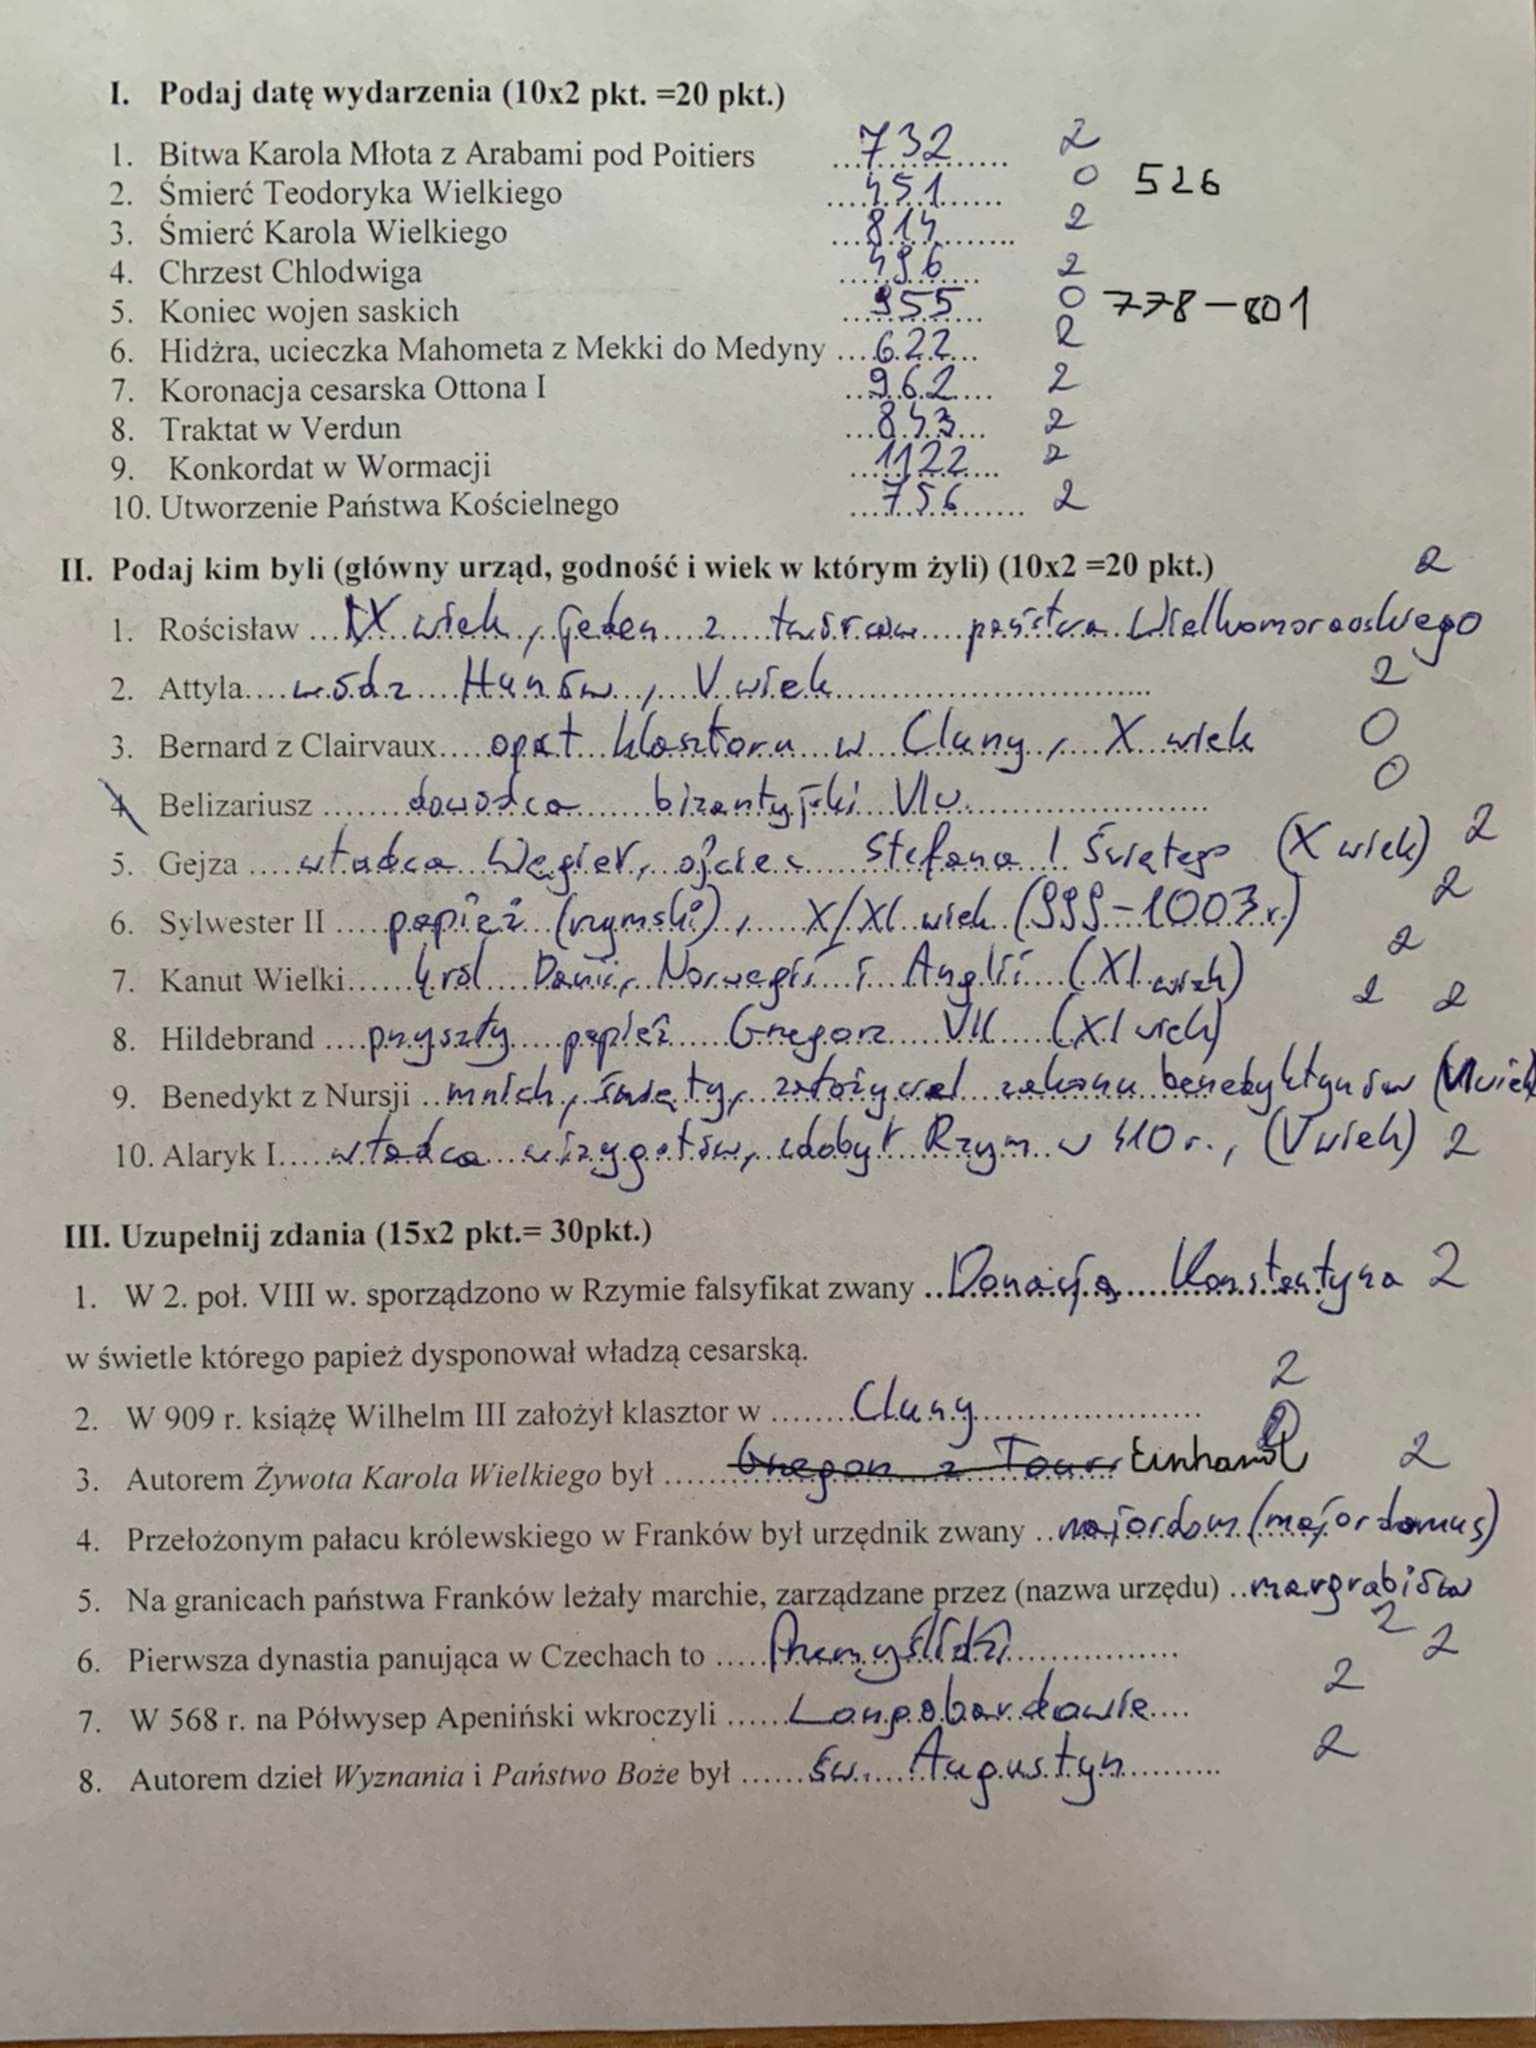 I. Podaj datę wydarzenia (10x2 pkt. =20 pkt.)
1. Bitwa Karola Młota z Arabami pod Poitiers ...732... 2
2. Śmierć Teodoryka Wielkiego ...451... 0 526
3. Śmierć Karola Wielkiego ...814... 2
4. Chrzest Chlodwiga ...496... 2
5. Koniec wojen saskich ...955... 0 778-801
6. Hidżra, ucieczka Mahometa z Mekki do Medyny ...622... 2
7. Koronacja cesarska Ottona I ...962... 2
8. Traktat w Verdun ...843... 2
9. Konkordat w Wormacji ...1122... 2
10. Utworzenie Państwa Kościelnego ...756... 2
II. Podaj kim byli (główny urząd, godność i wiek w którym żyli) (10x2 =20 pkt.) 2
1. Rościsław ...IX wiek, jeden z twórców państwa Wielkomorawskiego
2. Attyla....wódz Hunów, V wiek... 2
3. Bernard z Clairvaux....opat klasztoru w Cluny, X wiek 0
4. Belizariusz ...dowódca bizantyjski VI w... 0
5. Gejza ....władca Węgier, ojciec Stefana I Świętego (X wiek) 2
6. Sylwester II .....papież (rzymski), X/XI wiek (999-1003 r.) 2
7. Kanut Wielki......król Danii, Norwegii i Anglii (XI wiek) 2
8. Hildebrand ....przyszły papież Grzegorz VII (XI wiek) 2 2
9. Benedykt z Nursji ..mnich, święty, założyciel zakonu benedyktynów (VI wiek
10. Alaryk I.....władca wizygotów, zdobył Rzym w 410 r., (V wiek) 2
III. Uzupełnij zdania (15x2 pkt.= 30pkt.)
1. W 2. poł. VIII w. sporządzono w Rzymie falsyfikat zwany ..Donacją Konstantyna 2
w świetle którego papież dysponował władzą cesarską.
2. W 909 r. książę Wilhelm III założył klasztor w .......Cluny... 2
3. Autorem Żywota Karola Wielkiego był ......Grzegorz z Tours Einhard 2
4. Przełożonym pałacu królewskiego w Franków był urzędnik zwany ..majordom (majordomus)
5. Na granicach państwa Franków leżały marchie, zarządzane przez (nazwa urzędu) ..margrabiów 2
6. Pierwsza dynastia panująca w Czechach to .....Przemyślidzi... 2
7. W 568 r. na Półwysep Apeniński wkroczyli ......Longobardowie.... 2
8. Autorem dzieł Wyznania i Państwo Boże był ......św. Augustyn... 2